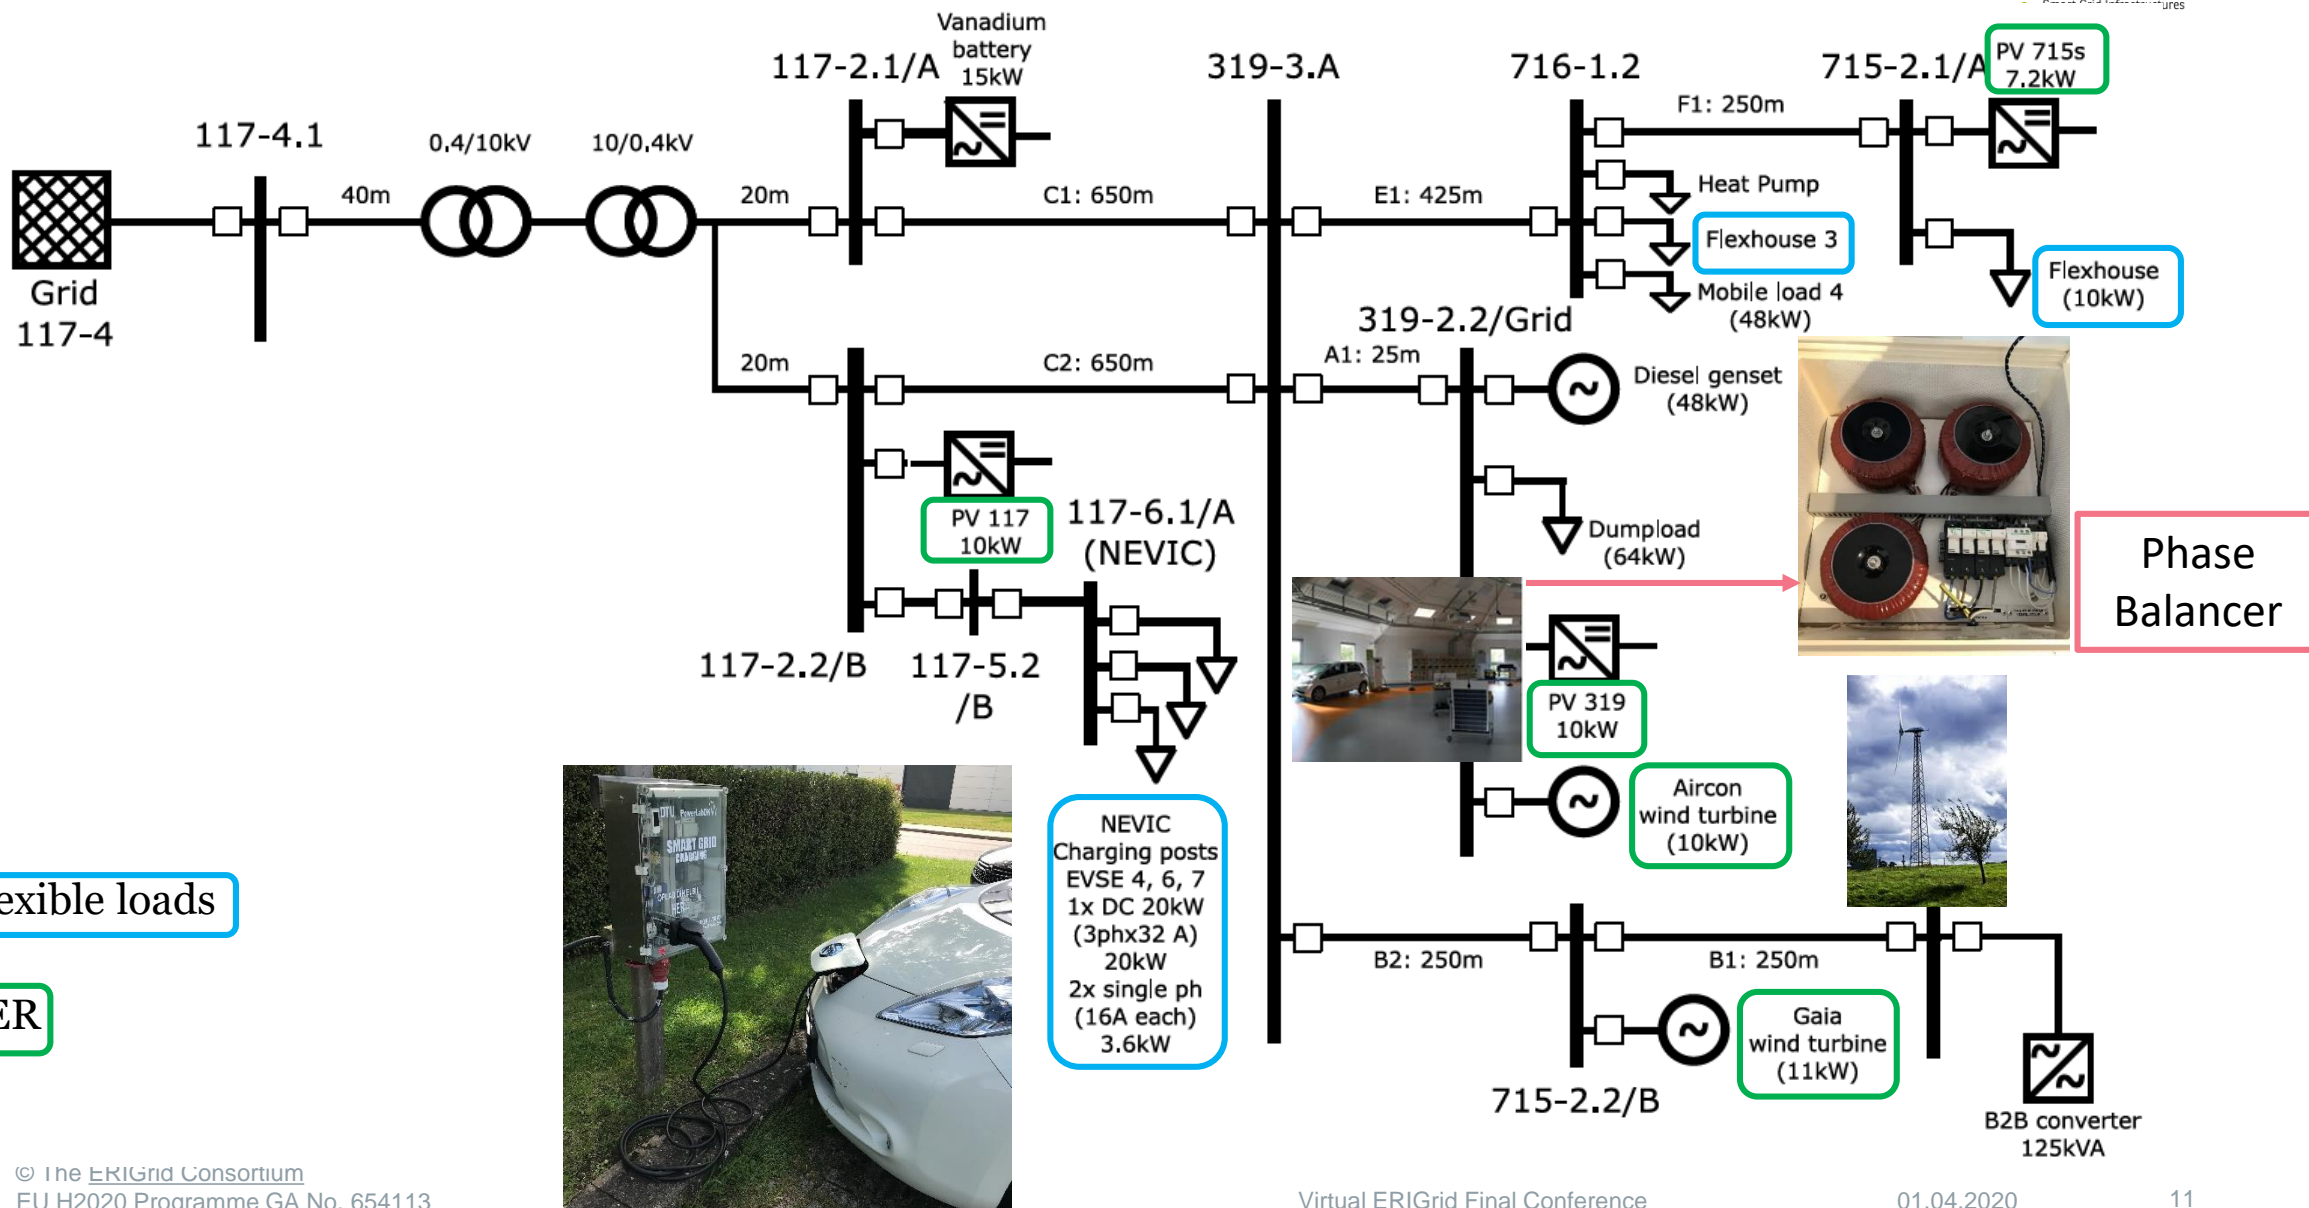 Vanadium
battery
15kW
117-2.1/A
319-3.A
716-1.2
715-2.1/A
PV 715s
7.2kW
117-4.1
0.4/10kV
10/0.4kV
F1: 250m
40m
20m
C1: 650m
E1: 425m
Heat Pump
Flexhouse 3
Flexhouse
(10kW)
Mobile load 4
(48kW)
Grid
117-4
319-2.2/Grid
20m
C2: 650m
A1: 25m
Diesel genset
(48kW)
PV 117
10kW
117-6.1/A
(NEVIC)
Dumpload
(64kW)
Phase
Balancer
117-2.2/B
117-5.2
/B
PV 319
10kW
Aircon
wind turbine
(10kW)
SMART GRID
CHARGING
NEVIC
Charging posts
EVSE 4, 6, 7
1x DC 20kW
(3phx32 A)
20kW
2x single ph
(16A each)
3.6kW
exible loads
ER
B2: 250m
B1: 250m
Gaia
wind turbine
(11kW)
715-2.2/B
B2B converter
125kVA
© The ERIGrid Consortium
EU H2020 Programme GA No. 654113
Virtual ERIGrid Final Conference
01.04.2020
11